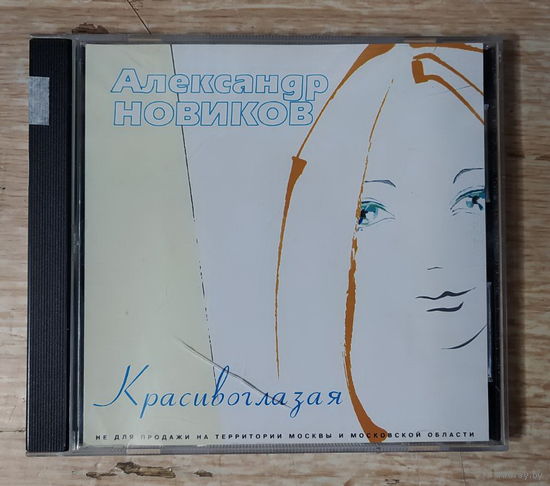 Александр
НОВИКОВ
Красивоглазая
НЕ ДЛЯ ПРОДАЖИ НА ТЕРРИТОРИИ МОСКВЫ И МОСКОВСКОЙ ОБЛАСТИ